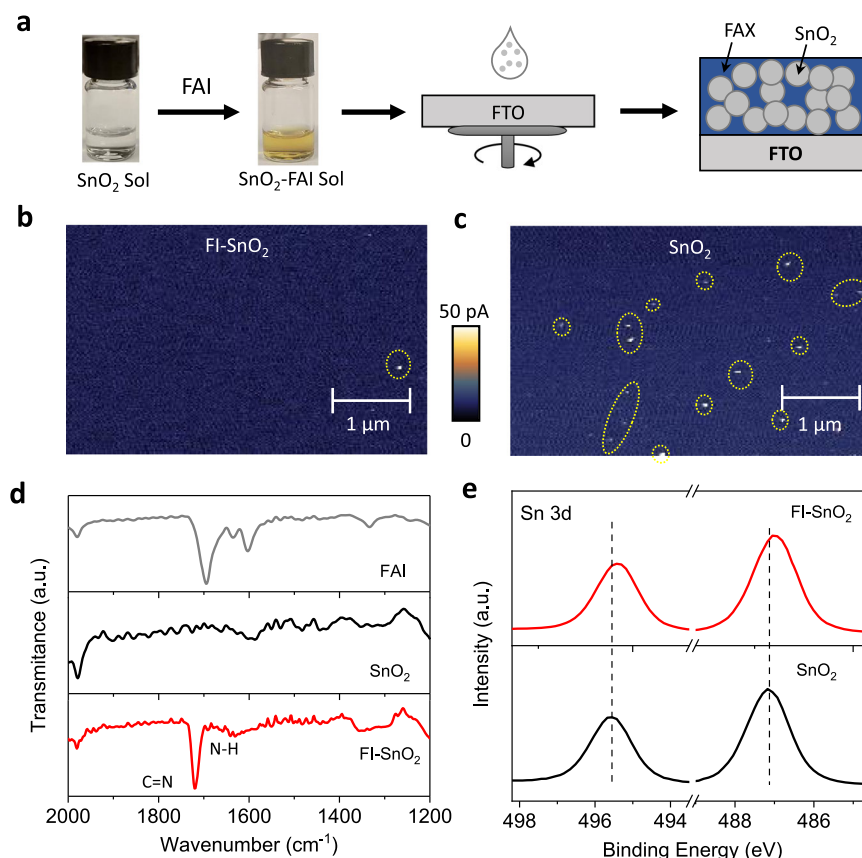 a
FAI
SnO₂ Sol
SnO₂-FAI Sol
FTO
FAX
SnO₂
FTO
b
FI-SnO₂
1 μm
50 pA
0
c
SnO₂
1 μm
d
Transmitance (a.u.)
FAI
SnO₂
N-H
FI-SnO₂
C=N
2000 1800 1600 1400 1200
Wavenumber (cm⁻¹)
e
Intensity (a.u.)
Sn 3d
FI-SnO₂
SnO₂
498 496 494 488 486
Binding Energy (eV)